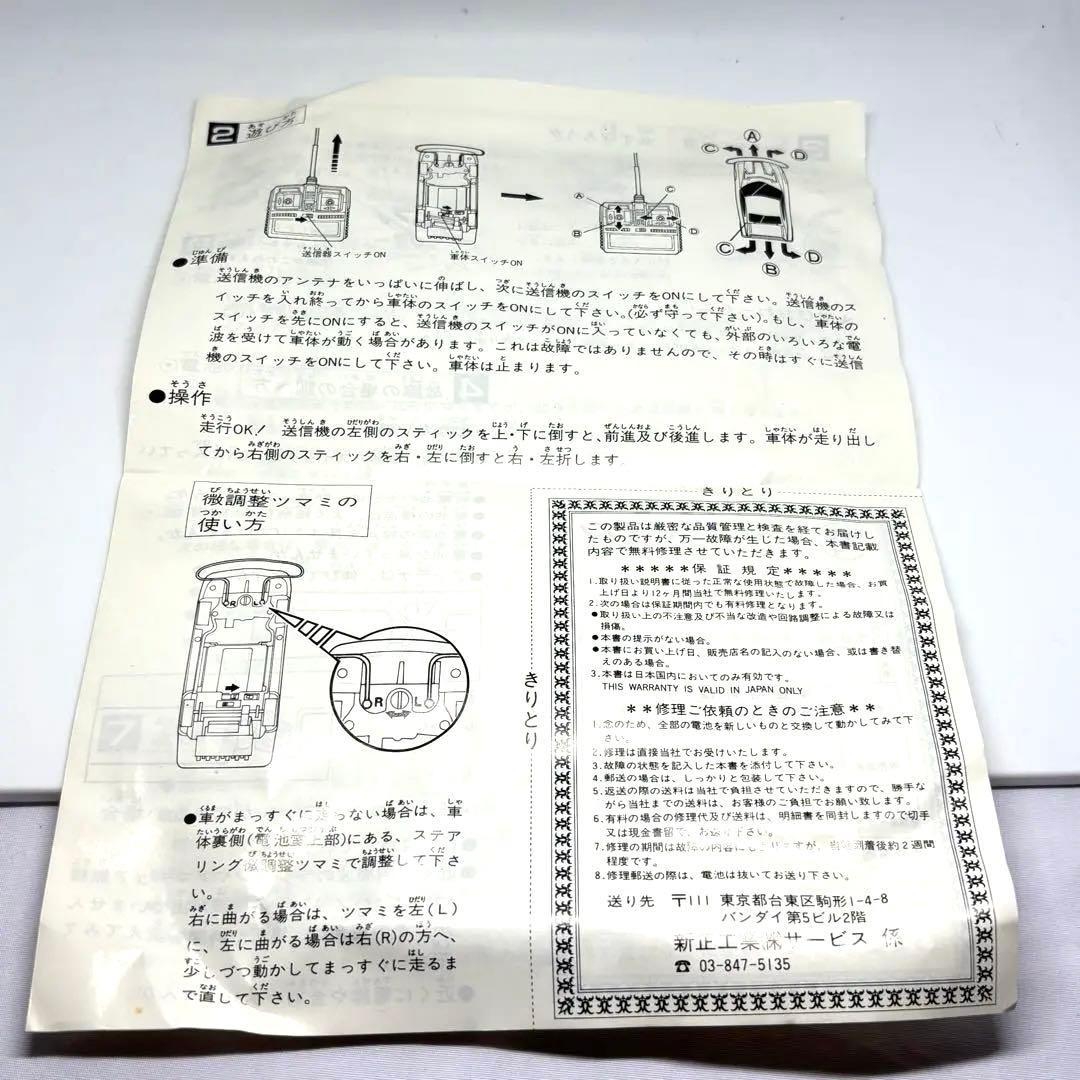 2 遊び方
A
C D
A
C
B D
C D
B
送信器スイッチON
車体スイッチON
●準備
送信機のアンテナをいっぱいに伸ばし、次に送信機のスイッチをONにして下さい。送信機のス
イッチを入れ終ってから車体のスイッチをONにして下さい。(必ず守って下さい)。もし、車体の
スイッチを先にONにすると、送信機のスイッチがONに入っていなくても、外部のいろいろな電
波を受けて車体が動く場合があります。これは故障ではありませんので、その時はすぐに送信
機のスイッチをONにして下さい。車体は止まります。
●操作
走行OK! 送信機の左側のスティックを上・下に倒すと、前進及び後進します。車体が走り出し
てから右側のスティックを右・左に倒すと右・左折します。
微調整ツマミの
使い方
R L
R L
●車がまっすぐに走らない場合は、車
体裏側(電池室上部)にある、ステア
リング微調整ツマミで調整して下さ
い。
右に曲がる場合は、ツマミを左(L)
に、左に曲がる場合は右(R)の方へ、
少しづつ動かしてまっすぐに走るま
で直して下さい。
きりとり
きりとり
この製品は厳密な品質管理と検査を経てお届けし
たものですが、万一故障が生じた場合、本書記載
内容で無料修理させていただきます。
*****保証規定*****
1.取り扱い説明書に従った正常な使用状態で故障した場合、お買
上げ日より12ヶ月間当社で無料修理いたします。
2.次の場合は保証期間内でも有料修理となります。
●取り扱い上の不注意及び不当な改造や回路調整による故障又は
損傷。
●本書の提示がない場合。
●本書にお買い上げ日、販売店名の記入のない場合、或は書き替
えのある場合。
3.本書は日本国内においてのみ有効です。
THIS WARRANTY IS VALID IN JAPAN ONLY
**修理ご依頼のときのご注意**
1.念のため、全部の電池を新しいものと交換して動かしてみて下
さい。
2.修理は直接当社でお受けいたします。
3.故障の状態を記入した本書を添付して下さい。
4.郵送の場合は、しっかりと包装して下さい。
5.返送の際の送料は当社で負担させていただきますので、勝手な
がら当社までの送料は、お客様のご負担でお願い致します。
6.有料の場合の修理代及び送料は、明細書を同封しますので切手
又は現金書留で、お送り下さい。
7.修理の期間は故障の内容にもよりますが、当社到着後約2週間
程度です。
8.修理郵送の際は、電池は抜いてお送り下さい。
送り先 〒111 東京都台東区駒形1-4-8
バンダイ第5ビル2階
新正工業㈱サービス 係
☎ 03-847-5135